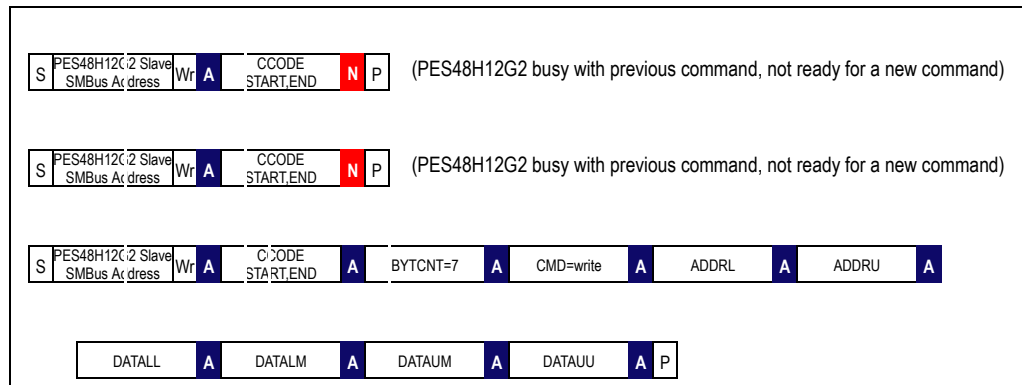 S PES48H12G2 Slave SMBus Address Wr A CCODE START,END N P (PES48H12G2 busy with previous command, not ready for a new command)
S PES48H12G2 Slave SMBus Address Wr A CCODE START,END N P (PES48H12G2 busy with previous command, not ready for a new command)
S PES48H12G2 Slave SMBus Address Wr A CCODE START,END A BYTCNT=7 A CMD=write A ADDRL A ADDRU A
DATALL A DATALM A DATAUM A DATAUU A P